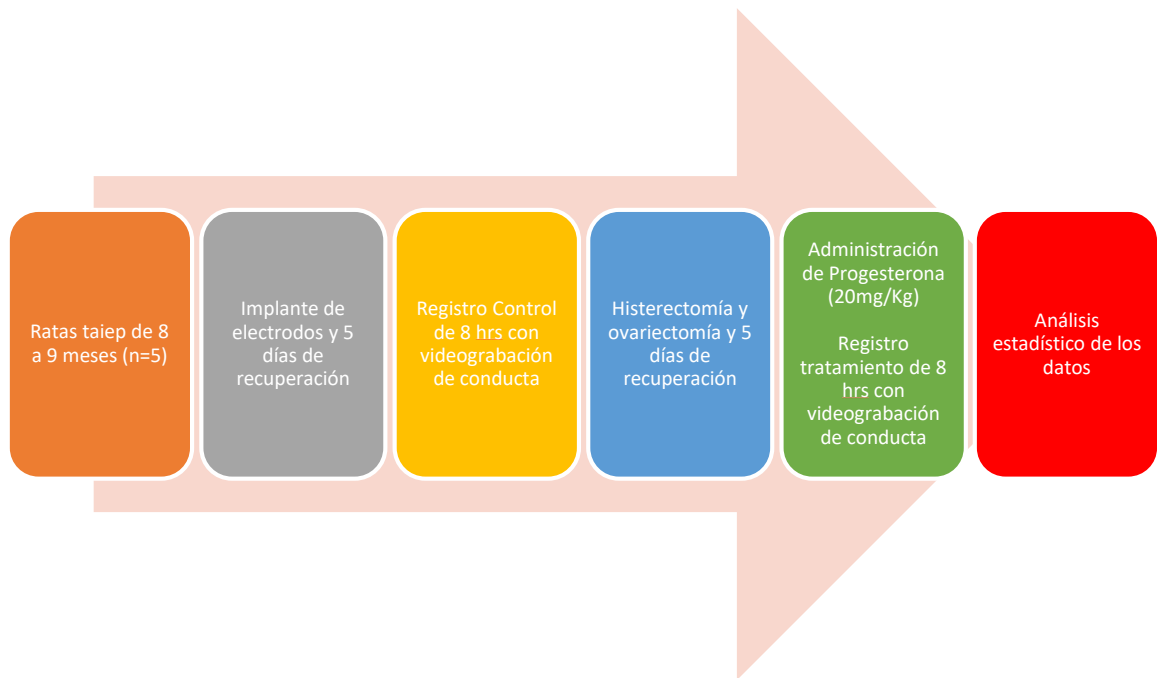 Ratas taiep de 8
a 9 meses (n=5)
Implante de
electrodos y 5
días de
recuperación
Registro Control
de 8 hrs con
videograbación
de conducta
Histerectomía y
ovariectomía y 5
días de
recuperación
Administración
de Progesterona
(20mg/Kg)
Registro
tratamiento de 8
hrs con
videograbación
de conducta
Análisis
estadístico de los
datos